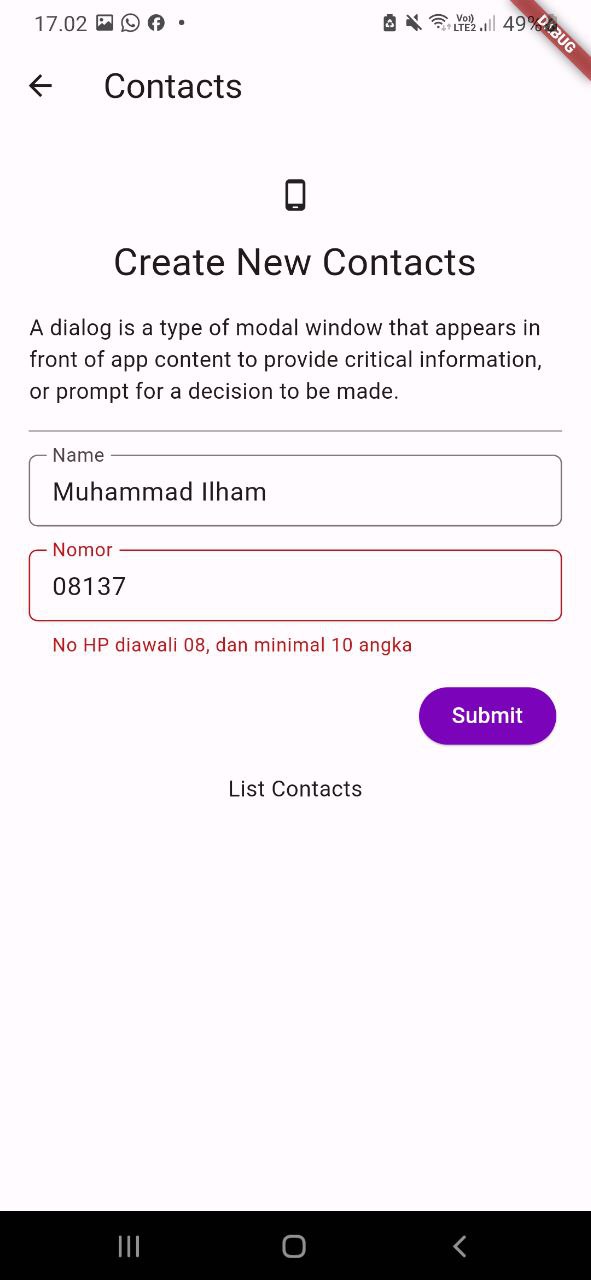 17.02
Vo))
LTE2
49%
DEBUG
Contacts
Create New Contacts
A dialog is a type of modal window that appears in
front of app content to provide critical information,
or prompt for a decision to be made.
Name
Muhammad Ilham
Nomor
08137
No HP diawali 08, dan minimal 10 angka
Submit
List Contacts